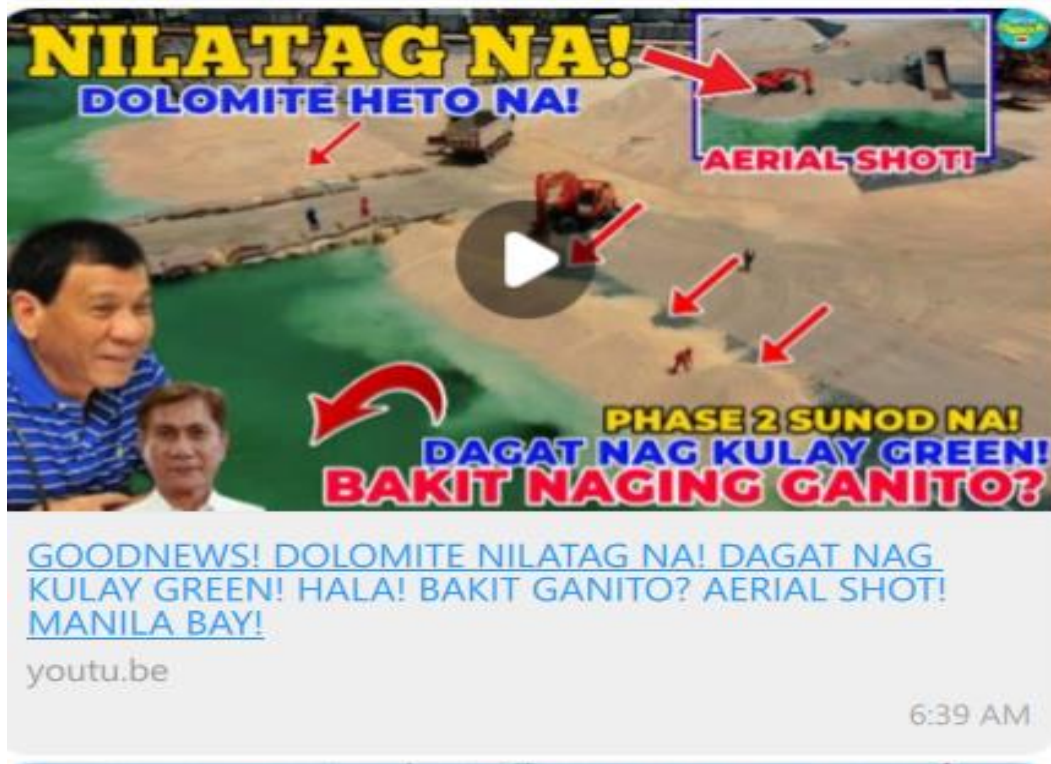 NILATAG NA!
DOLOMITE HETO NA!
AERIAL SHOT!
PHASE 2 SUNOD NA!
DAGAT NAG KULAY GREEN!
BAKIT NAGING GANITO?
GOODNEWS! DOLOMITE NILATAG NA! DAGAT NAG
KULAY GREEN! HALA! BAKIT GANITO? AERIAL SHOT!
MANILA BAY!
youtu.be
6:39 AM